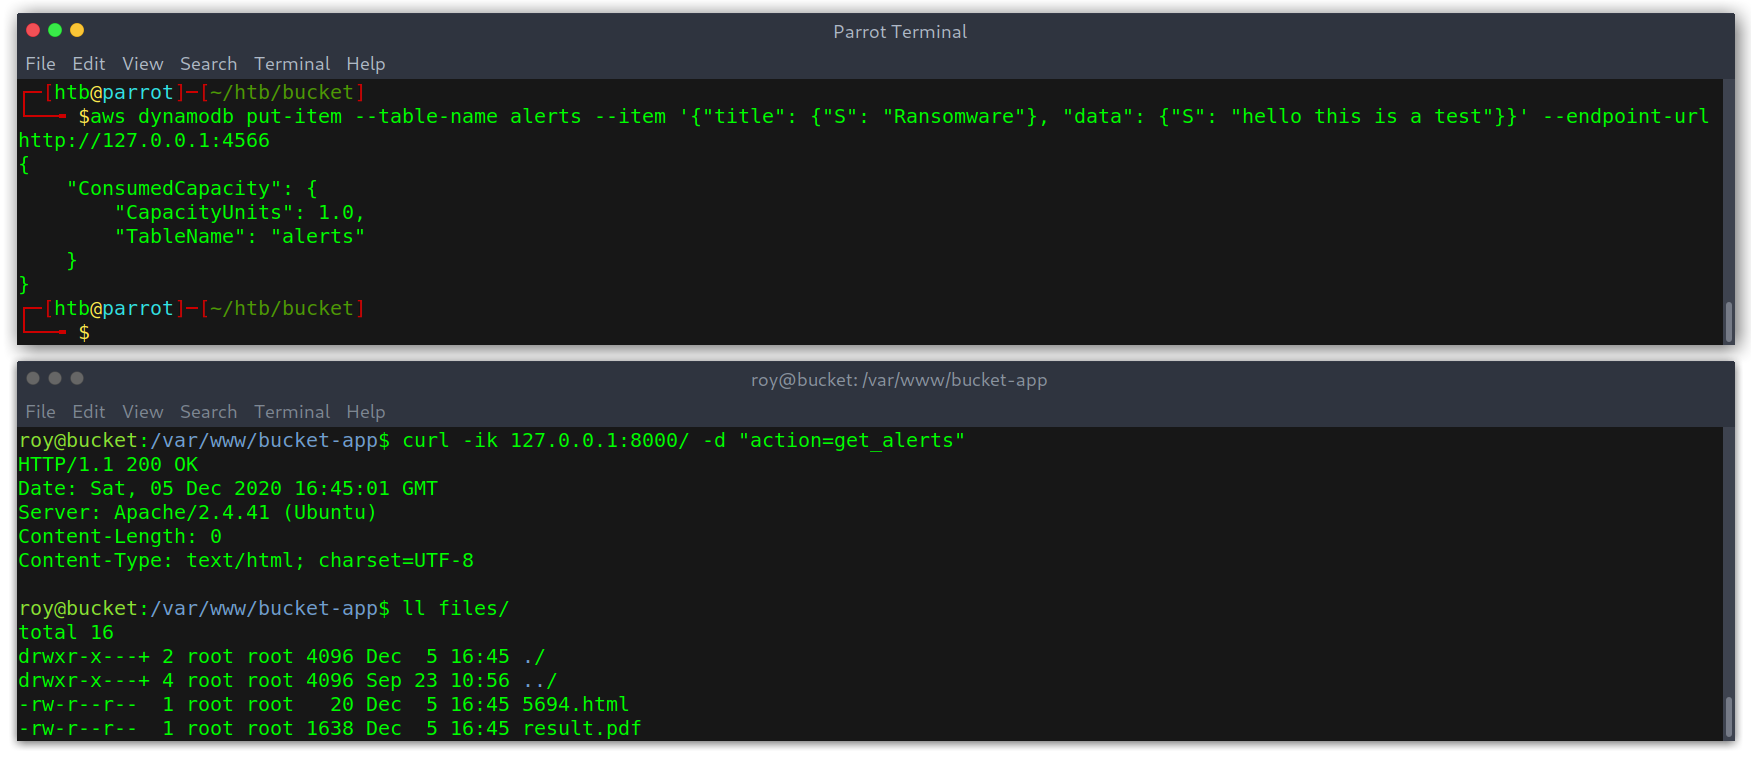 Parrot Terminal
File Edit View Search Terminal Help
[htb@parrot]─[~/htb/bucket]
$aws dynamodb put-item --table-name alerts --item '{"title": {"S": "Ransomware"}, "data": {"S": "hello this is a test"}}' --endpoint-url
http://127.0.0.1:4566
{
    "ConsumedCapacity": {
        "CapacityUnits": 1.0,
        "TableName": "alerts"
    }
}
[htb@parrot]─[~/htb/bucket]
$
roy@bucket: /var/www/bucket-app
File Edit View Search Terminal Help
roy@bucket:/var/www/bucket-app$ curl -ik 127.0.0.1:8000/ -d "action=get_alerts"
HTTP/1.1 200 OK
Date: Sat, 05 Dec 2020 16:45:01 GMT
Server: Apache/2.4.41 (Ubuntu)
Content-Length: 0
Content-Type: text/html; charset=UTF-8
roy@bucket:/var/www/bucket-app$ ll files/
total 16
drwxr-x---+ 2 root root 4096 Dec  5 16:45 ./
drwxr-x---+ 4 root root 4096 Sep 23 10:56 ../
-rw-r--r--  1 root root   20 Dec  5 16:45 5694.html
-rw-r--r--  1 root root 1638 Dec  5 16:45 result.pdf